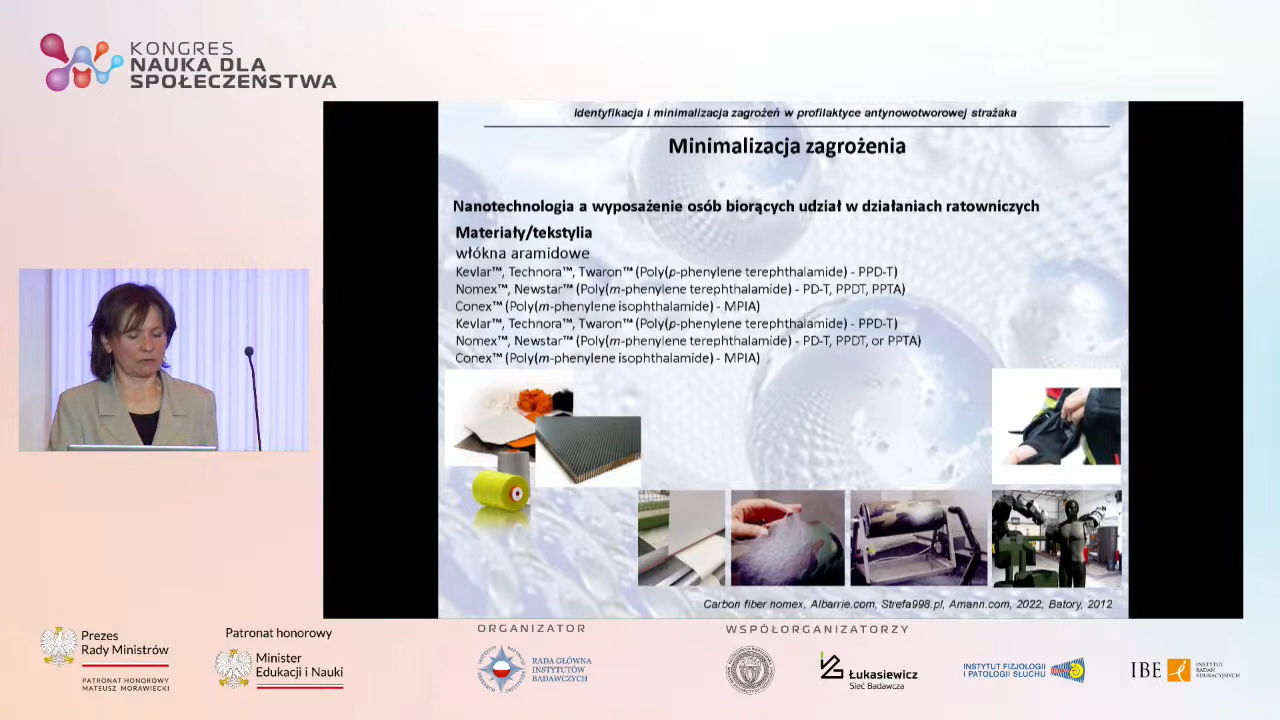 KONGRES
NAUKA DLA
SPOŁECZEŃSTWA
Identyfikacja i minimalizacja zagrożeń w profilaktyce antynowotworowej strażaka
Minimalizacja zagrożenia
Nanotechnologia a wyposażenie osób biorących udział w działaniach ratowniczych
Materiały/tekstylia
włókna aramidowe
Kevlar™, Technora™, Twaron™ (Poly(p-phenylene terephthalamide) - PPD-T)
Nomex™, Newstar™ (Poly(m-phenylene terephthalamide) - PD-T, PPDT, PPTA)
Conex™ (Poly(m-phenylene isophthalamide) - MPIA)
Kevlar™, Technora™, Twaron™ (Poly(p-phenylene terephthalamide) - PPD-T)
Nomex™, Newstar™ (Poly(m-phenylene terephthalamide) - PD-T, PPDT, or PPTA)
Conex™ (Poly(m-phenylene isophthalamide) - MPIA)
Carbon fiber nomex, Albarrie.com, Strefa998.pl, Amann.com, 2022; Batory, 2012
Prezes
Rady Ministrów
PATRONAT HONOROWY
MATEUSZ MORAWIECKI
Patronat honorowy
Minister
Edukacji i Nauki
ORGANIZATOR
RADA GŁÓWNA
INSTYTUTÓW
BADAWCZYCH
WSPÓŁORGANIZATORZY
Łukasiewicz
Sieć Badawcza
INSTYTUT FIZJOLOGII
I PATOLOGII SŁUCHU
IBE
INSTYTUT
BADAŃ
EDUKACYJNYCH